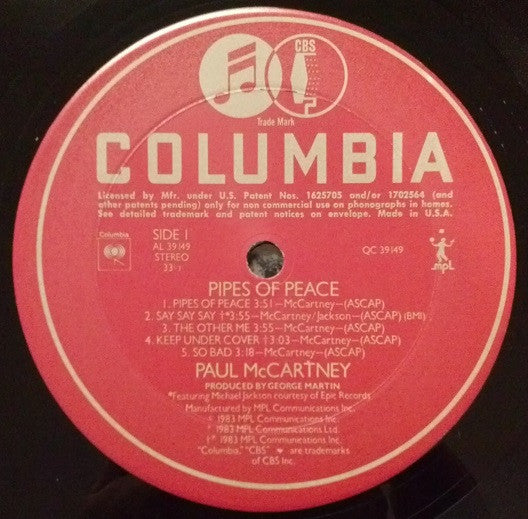 CBS
Trade Mark
COLUMBIA
Licensed by Mfr. under U.S. Patent Nos. 1625705 and/or 1702564 (and
other patents pending) only for non commercial use on phonographs in homes.
See detailed trademark and patent notices on envelope. Made in U.S.A.
Columbia
SIDE 1
AL 39149
STEREO
33⅓
QC 39149
MPL
PIPES OF PEACE
1. PIPES OF PEACE 3:51—McCartney—(ASCAP)
2. SAY SAY SAY †*3:55—McCartney/Jackson—(ASCAP) (BMI)
3. THE OTHER ME 3:55—McCartney—(ASCAP)
4. KEEP UNDER COVER †3:03—McCartney—(ASCAP)
5. SO BAD 3:18—McCartney—(ASCAP)
PAUL McCARTNEY
PRODUCED BY GEORGE MARTIN
*Featuring Michael Jackson courtesy of Epic Records
Manufactured by MPL Communications Inc.
1983 MPL Communications Inc.
1983 MPL Communications Ltd.
1983 MPL Communications Inc.
"Columbia," "CBS" are trademarks
of CBS Inc.